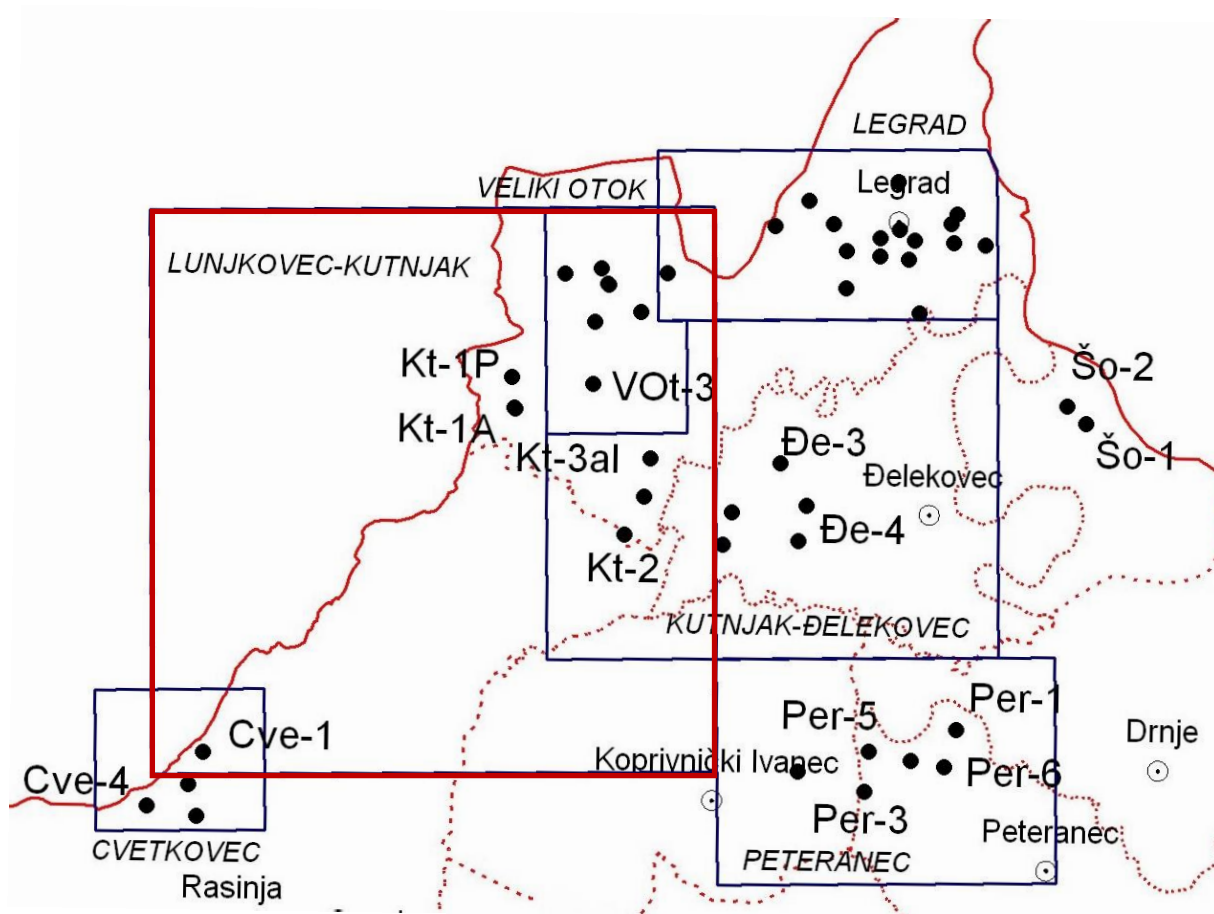 LEGRAD
Legrad
VELIKI OTOK
LUNJKOVEC-KUTNJAK
Kt-1P
VOt-3
Šo-2
Kt-1A
Kt-3al
Đe-3
Šo-1
Đelekovec
Đe-4
Kt-2
KUTNJAK-ĐELEKOVEC
Per-5
Per-1
Cve-1
Drnje
Koprivnički Ivanec
Per-6
Cve-4
Per-3
Peteranec
CVETKOVEC
PETERANEC
Rasinja